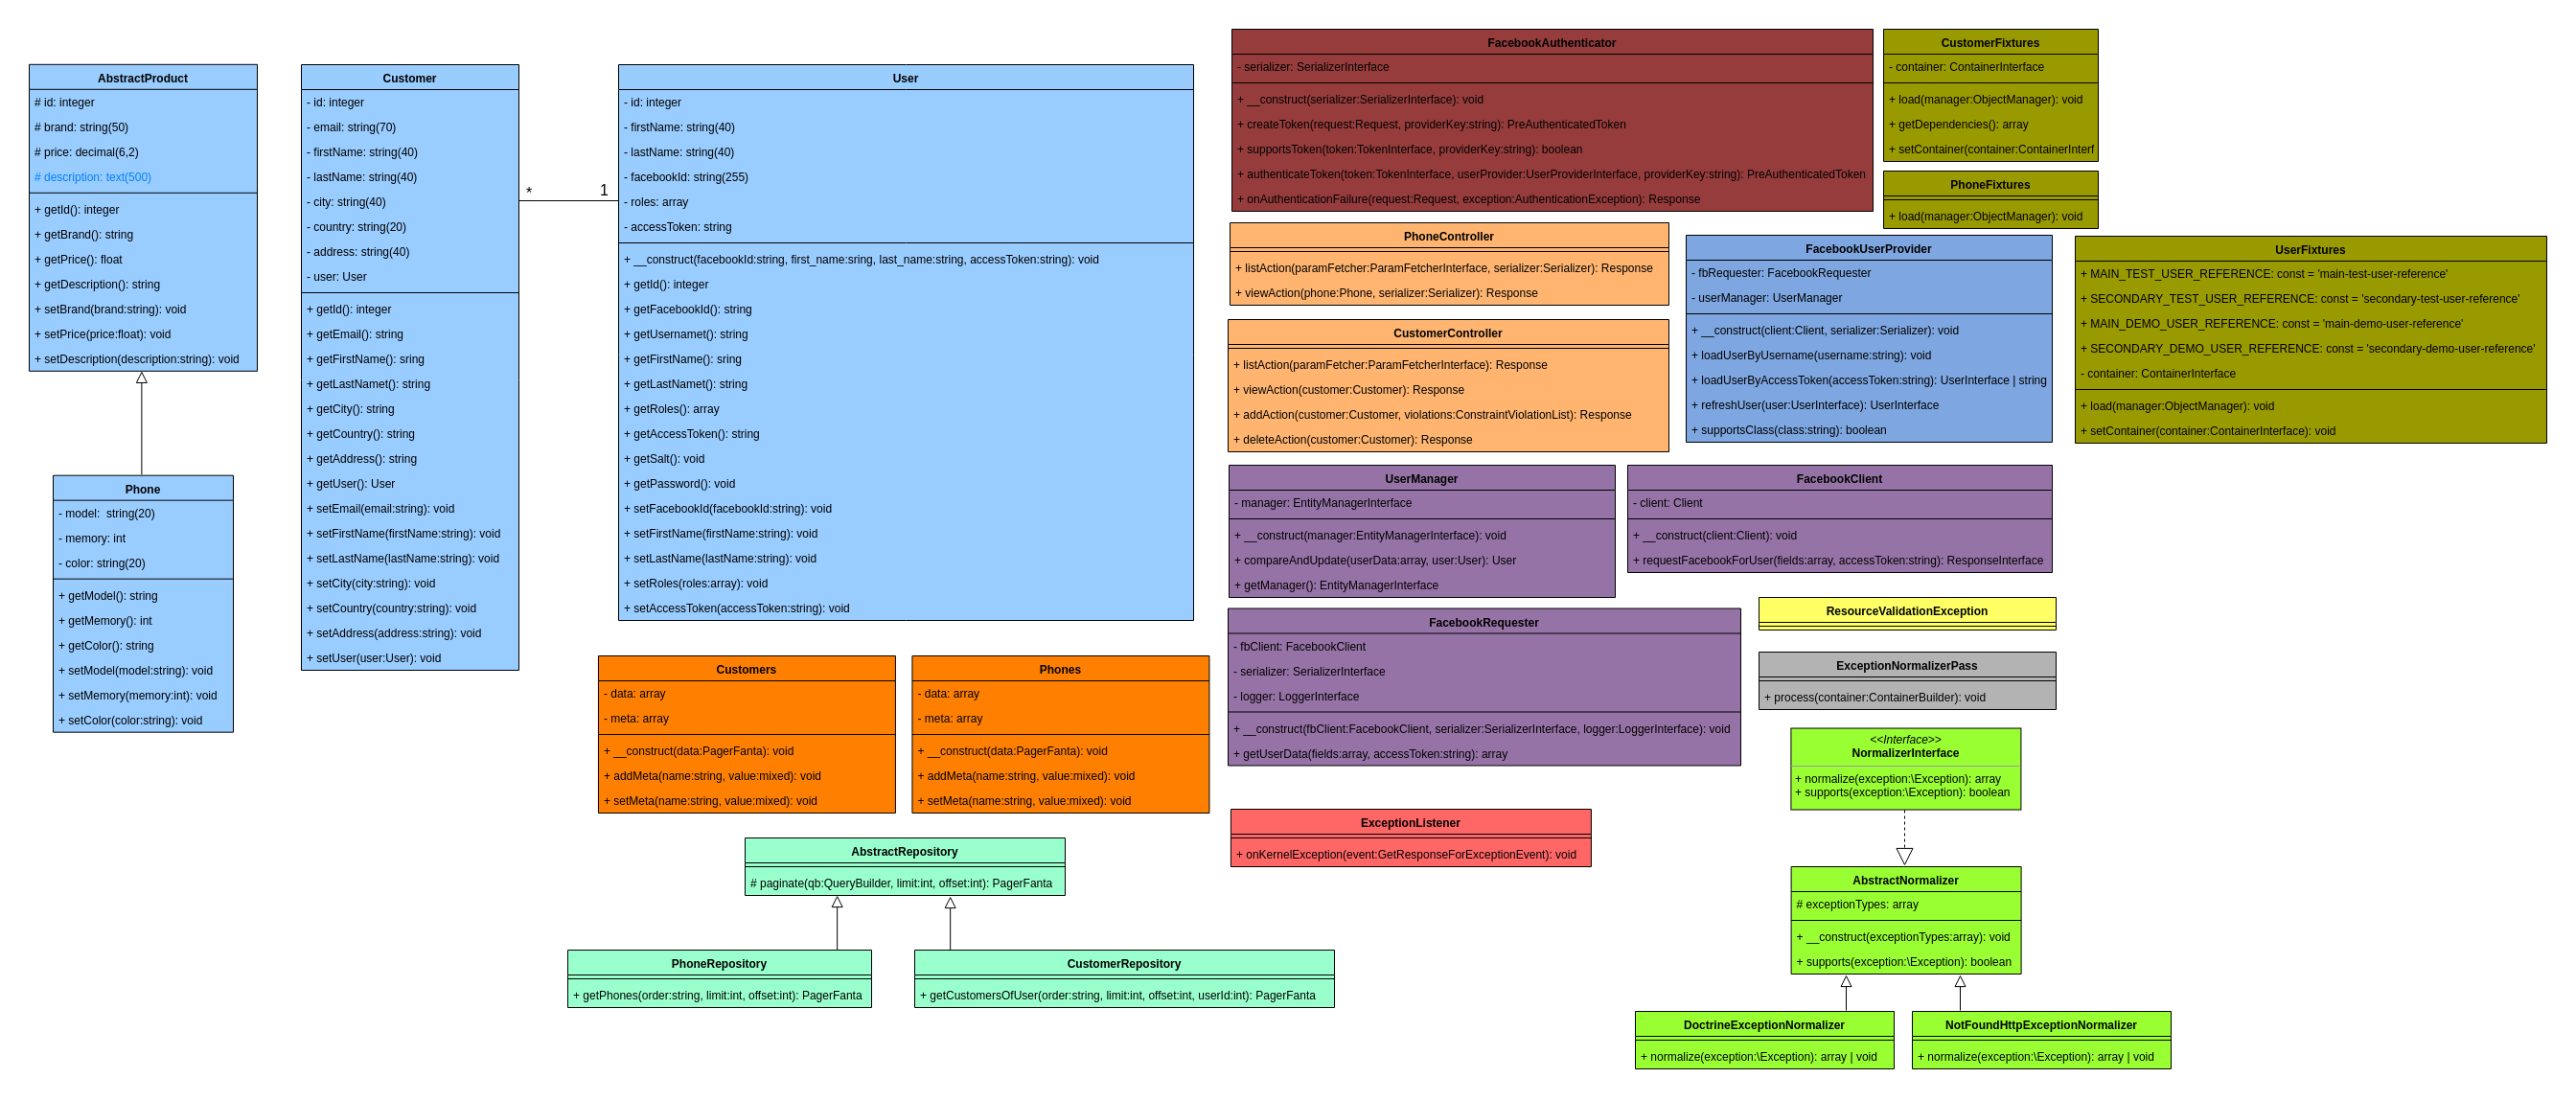 AbstractProduct
# id: integer
# brand: string(50)
# price: decimal(6,2)
# description: text(500)
+ getId(): integer
+ getBrand(): string
+ getPrice(): float
+ getDescription(): string
+ setBrand(brand:string): void
+ setPrice(price:float): void
+ setDescription(description:string): void
Phone
- model:  string(20)
- memory: int
- color: string(20)
+ getModel(): string
+ getMemory(): int
+ getColor(): string
+ setModel(model:string): void
+ setMemory(memory:int): void
+ setColor(color:string): void
Customer
- id: integer
- email: string(70)
- firstName: string(40)
- lastName: string(40)
- city: string(40)
- country: string(20)
- address: string(40)
- user: User
+ getId(): integer
+ getEmail(): string
+ getFirstName(): sring
+ getLastNamet(): string
+ getCity(): string
+ getCountry(): string
+ getAddress(): string
+ getUser(): User
+ setEmail(email:string): void
+ setFirstName(firstName:string): void
+ setLastName(lastName:string): void
+ setCity(city:string): void
+ setCountry(country:string): void
+ setAddress(address:string): void
+ setUser(user:User): void
* 1
User
- id: integer
- firstName: string(40)
- lastName: string(40)
- facebookId: string(255)
- roles: array
- accessToken: string
+ __construct(facebookId:string, first_name:sring, last_name:string, accessToken:string): void
+ getId(): integer
+ getFacebookId(): string
+ getUsernamet(): string
+ getFirstName(): sring
+ getLastNamet(): string
+ getRoles(): array
+ getAccessToken(): string
+ getSalt(): void
+ getPassword(): void
+ setFacebookId(facebookId:string): void
+ setFirstName(firstName:string): void
+ setLastName(lastName:string): void
+ setRoles(roles:array): void
+ setAccessToken(accessToken:string): void
Customers
- data: array
- meta: array
+ __construct(data:PagerFanta): void
+ addMeta(name:string, value:mixed): void
+ setMeta(name:string, value:mixed): void
Phones
- data: array
- meta: array
+ __construct(data:PagerFanta): void
+ addMeta(name:string, value:mixed): void
+ setMeta(name:string, value:mixed): void
AbstractRepository
# paginate(qb:QueryBuilder, limit:int, offset:int): PagerFanta
PhoneRepository
+ getPhones(order:string, limit:int, offset:int): PagerFanta
CustomerRepository
+ getCustomersOfUser(order:string, limit:int, offset:int, userId:int): PagerFanta
FacebookAuthenticator
- serializer: SerializerInterface
+ __construct(serializer:SerializerInterface): void
+ createToken(request:Request, providerKey:string): PreAuthenticatedToken
+ supportsToken(token:TokenInterface, providerKey:string): boolean
+ authenticateToken(token:TokenInterface, userProvider:UserProviderInterface, providerKey:string): PreAuthenticatedToken
+ onAuthenticationFailure(request:Request, exception:AuthenticationException): Response
CustomerFixtures
- container: ContainerInterface
+ load(manager:ObjectManager): void
+ getDependencies(): array
+ setContainer(container:ContainerInterf
PhoneFixtures
+ load(manager:ObjectManager): void
PhoneController
+ listAction(paramFetcher:ParamFetcherInterface, serializer:Serializer): Response
+ viewAction(phone:Phone, serializer:Serializer): Response
CustomerController
+ listAction(paramFetcher:ParamFetcherInterface): Response
+ viewAction(customer:Customer): Response
+ addAction(customer:Customer, violations:ConstraintViolationList): Response
+ deleteAction(customer:Customer): Response
FacebookUserProvider
- fbRequester: FacebookRequester
- userManager: UserManager
+ __construct(client:Client, serializer:Serializer): void
+ loadUserByUsername(username:string): void
+ loadUserByAccessToken(accessToken:string): UserInterface | string
+ refreshUser(user:UserInterface): UserInterface
+ supportsClass(class:string): boolean
UserFixtures
+ MAIN_TEST_USER_REFERENCE: const = 'main-test-user-reference'
+ SECONDARY_TEST_USER_REFERENCE: const = 'secondary-test-user-reference'
+ MAIN_DEMO_USER_REFERENCE: const = 'main-demo-user-reference'
+ SECONDARY_DEMO_USER_REFERENCE: const = 'secondary-demo-user-reference'
- container: ContainerInterface
+ load(manager:ObjectManager): void
+ setContainer(container:ContainerInterface): void
UserManager
- manager: EntityManagerInterface
+ __construct(manager:EntityManagerInterface): void
+ compareAndUpdate(userData:array, user:User): User
+ getManager(): EntityManagerInterface
FacebookClient
- client: Client
+ __construct(client:Client): void
+ requestFacebookForUser(fields:array, accessToken:string): ResponseInterface
FacebookRequester
- fbClient: FacebookClient
- serializer: SerializerInterface
- logger: LoggerInterface
+ __construct(fbClient:FacebookClient, serializer:SerializerInterface, logger:LoggerInterface): void
+ getUserData(fields:array, accessToken:string): array
ResourceValidationException
ExceptionNormalizerPass
+ process(container:ContainerBuilder): void
<<Interface>>
NormalizerInterface
+ normalize(exception:\Exception): array
+ supports(exception:\Exception): boolean
ExceptionListener
+ onKernelException(event:GetResponseForExceptionEvent): void
AbstractNormalizer
# exceptionTypes: array
+ __construct(exceptionTypes:array): void
+ supports(exception:\Exception): boolean
DoctrineExceptionNormalizer
+ normalize(exception:\Exception): array | void
NotFoundHttpExceptionNormalizer
+ normalize(exception:\Exception): array | void